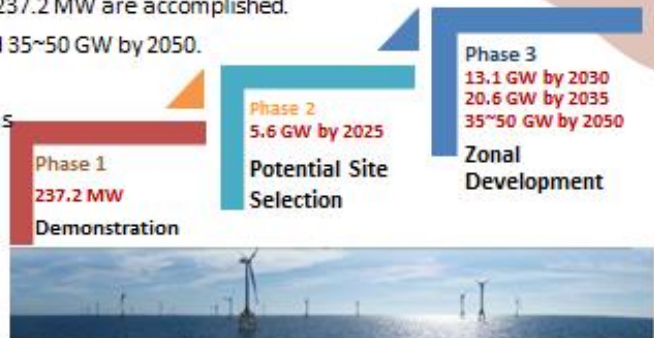 237.2 MW are accomplished.
35~50 GW by 2050.
s
Phase 1
237.2 MW
Demonstration
Phase 2
5.6 GW by 2025
Potential Site
Selection
Phase 3
13.1 GW by 2030
20.6 GW by 2035
35~50 GW by 2050
Zonal
Development